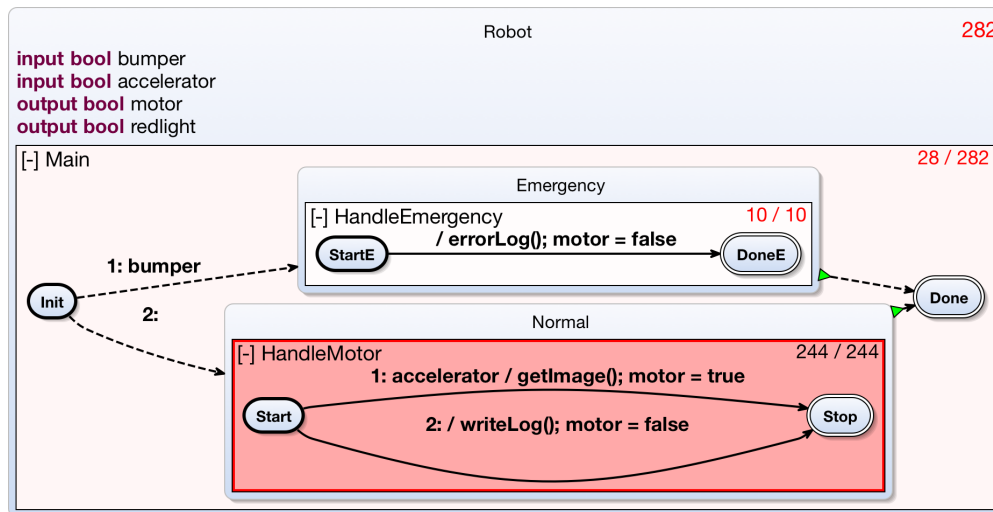 Robot
282
input bool bumper
input bool accelerator
output bool motor
output bool redlight
[-] Main
28 / 282
Emergency
[-] HandleEmergency
10 / 10
StartE
/ errorLog(); motor = false
DoneE
1: bumper
Init
2:
Done
Normal
[-] HandleMotor
244 / 244
1: accelerator / getImage(); motor = true
Start
2: / writeLog(); motor = false
Stop